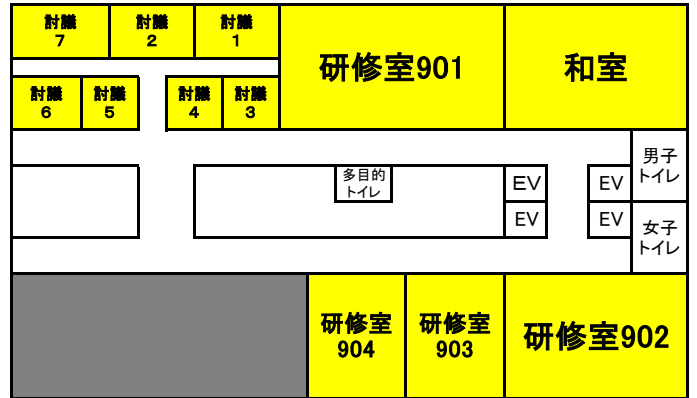 討議
7
討議
2
討議
1
研修室901
和室
討議
6
討議
5
討議
4
討議
3
男子
トイレ
多目的
トイレ
EV
EV
EV
EV
女子
トイレ
研修室
904
研修室
903
研修室902